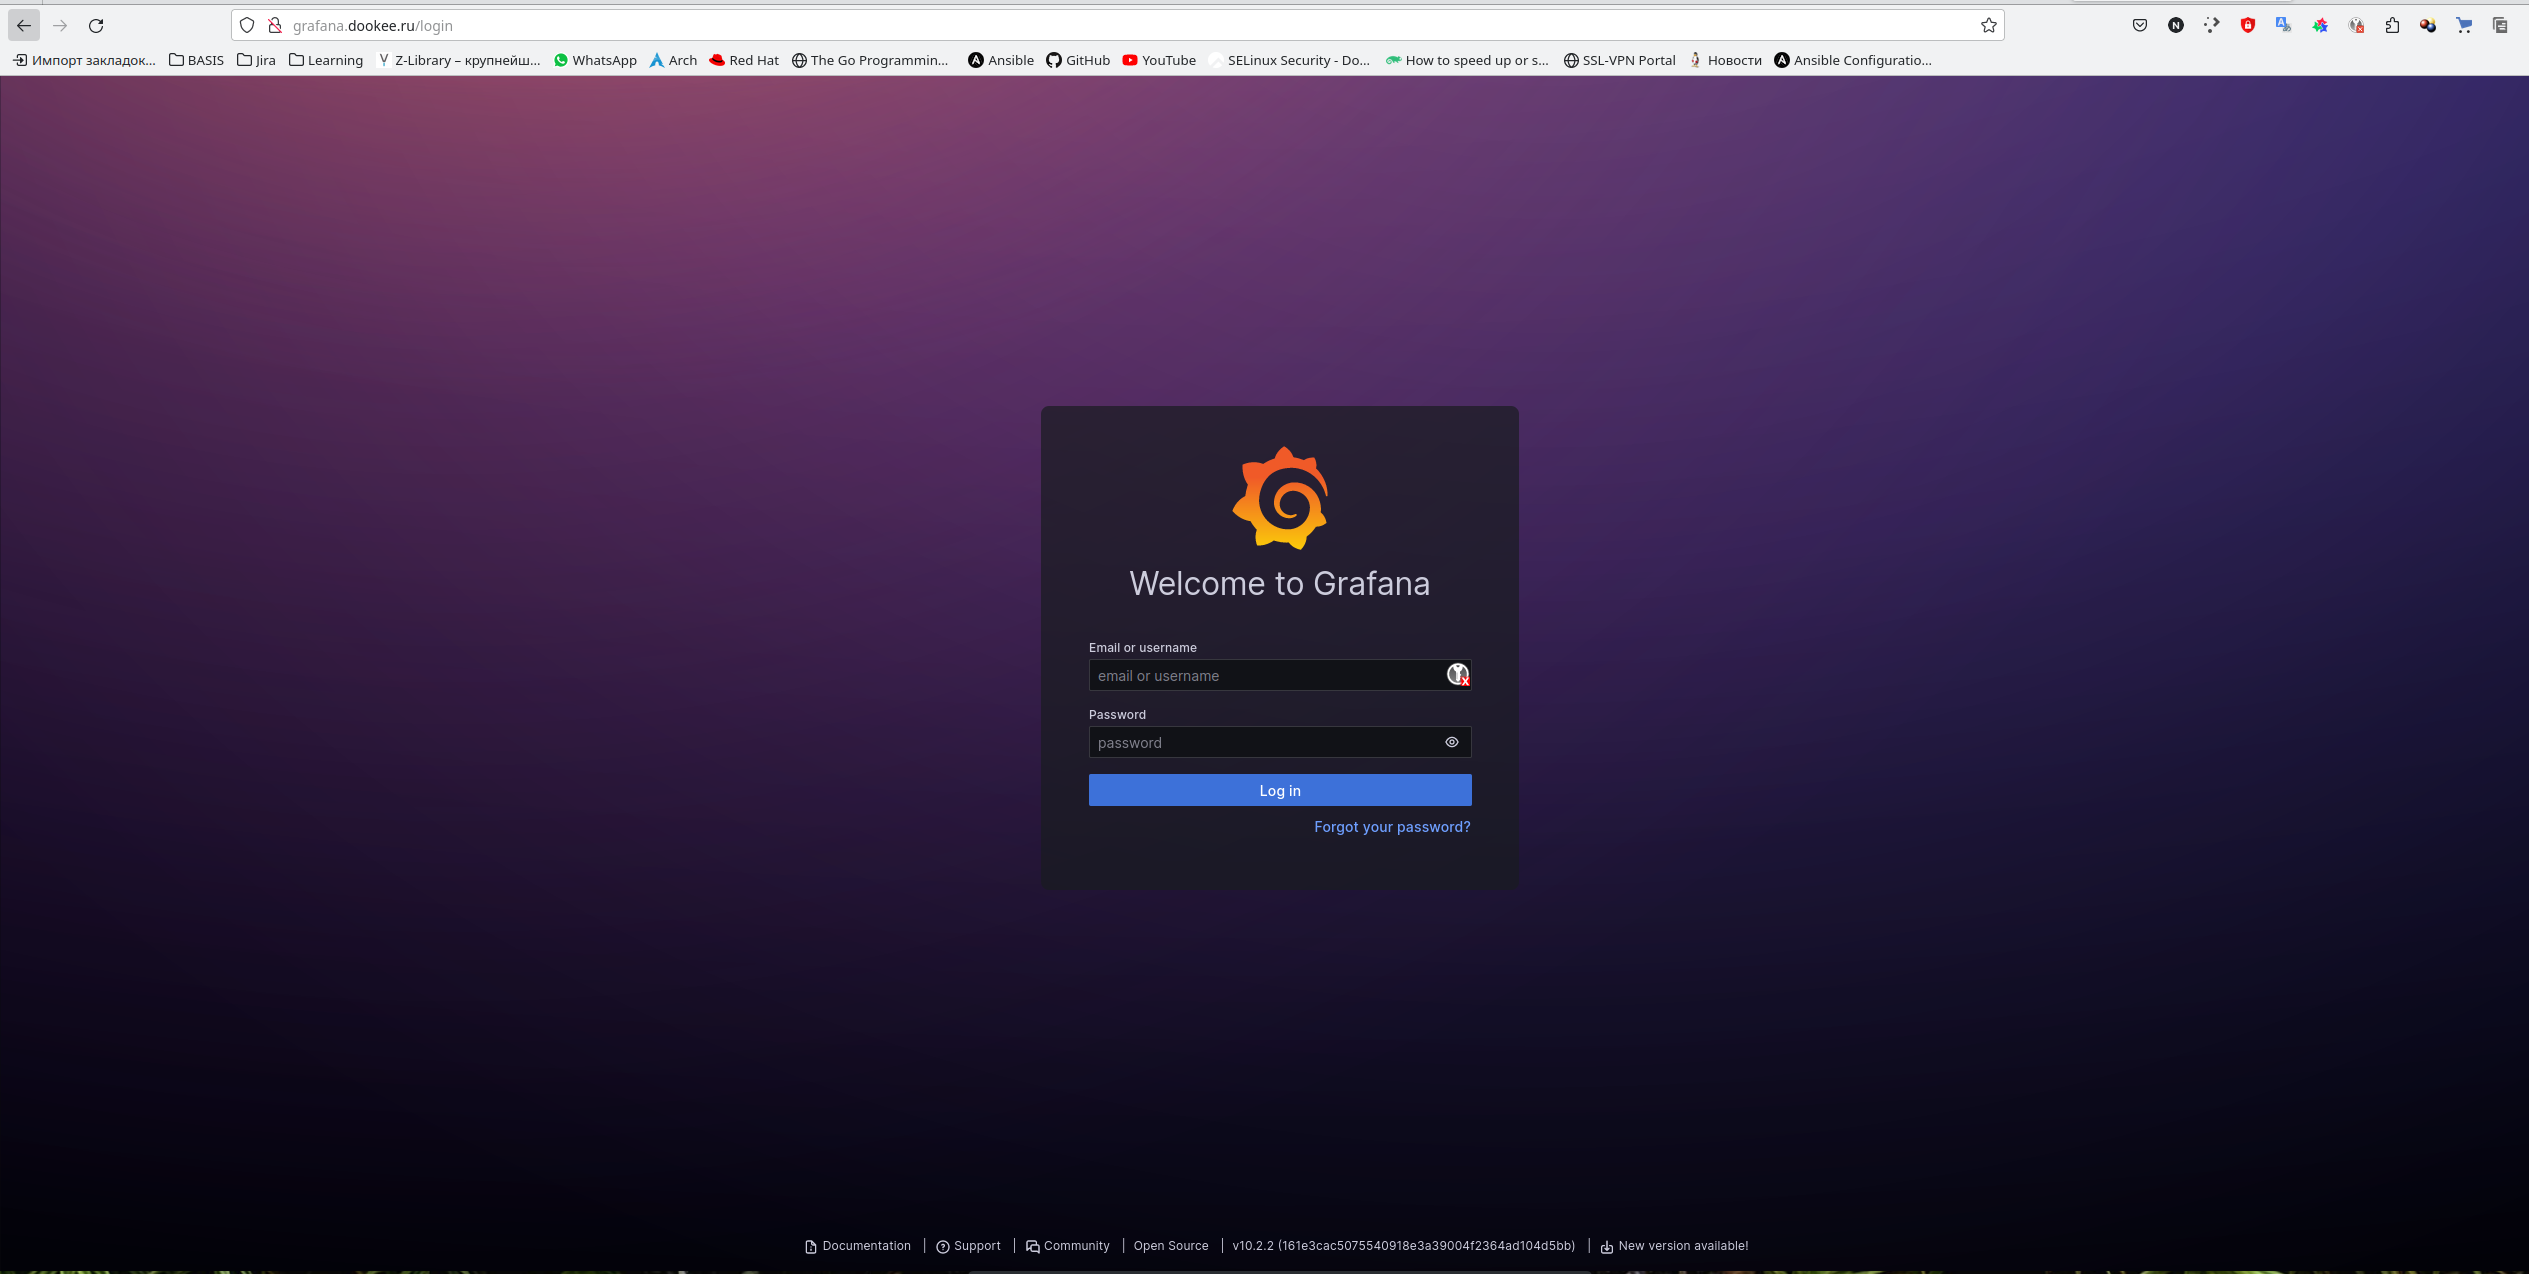 grafana.dookee.ru/login
Импорт закладок... BASIS Jira Learning Z-Library – крупнейш... WhatsApp Arch Red Hat The Go Programmin... Ansible GitHub YouTube SELinux Security - Do... How to speed up or s... SSL-VPN Portal Новости Ansible Configuratio...
Welcome to Grafana
Email or username
email or username
Password
password
Log in
Forgot your password?
Documentation | Support | Community | Open Source | v10.2.2 (161e3cac5075540918e3a39004f2364ad104d5bb) | New version available!